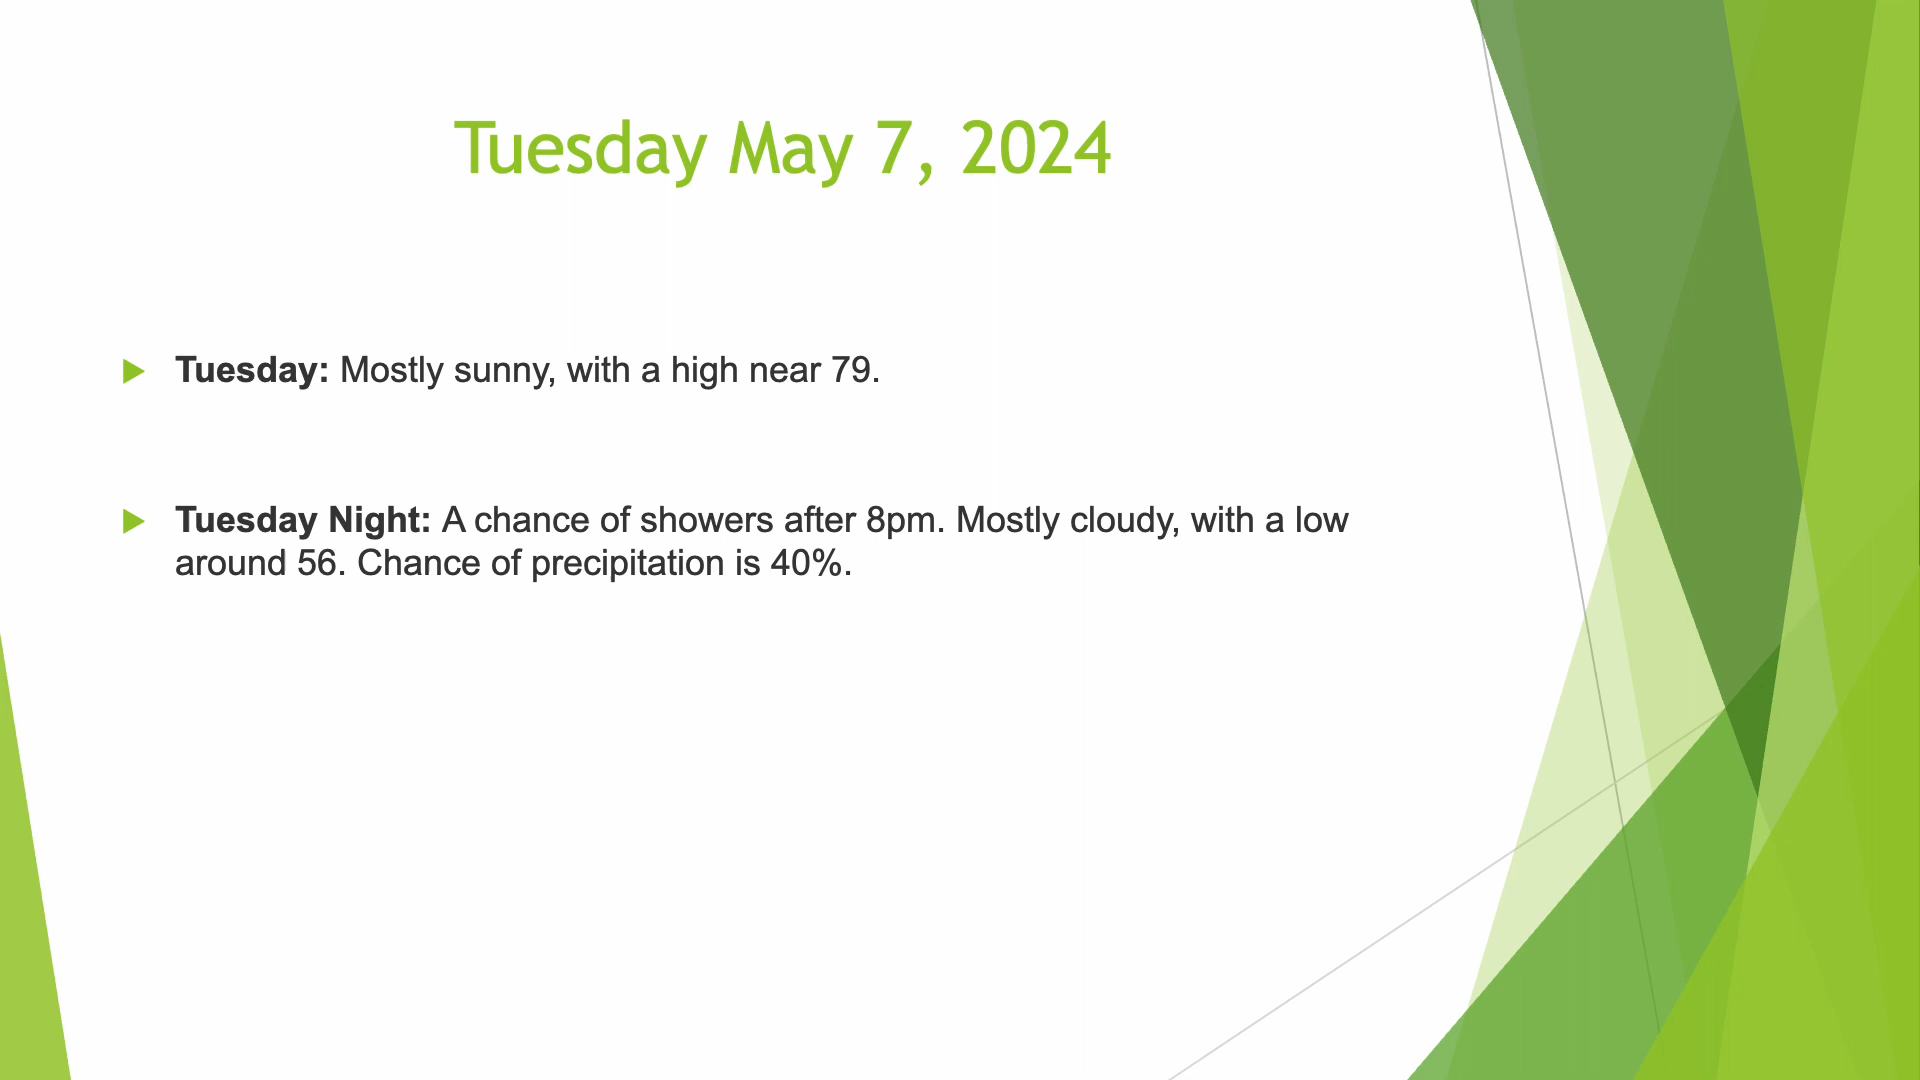 Tuesday May 7, 2024
Tuesday: Mostly sunny, with a high near 79.
Tuesday Night: A chance of showers after 8pm. Mostly cloudy, with a low
around 56. Chance of precipitation is 40%.